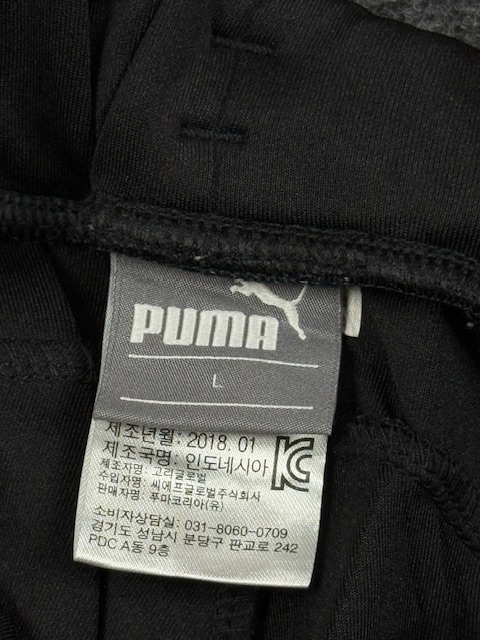 PUMA
L
제조년월: 2018. 01
제조국명: 인도네시아
제조자명: 고려글로벌
수입자명: 씨에프글로벌주식회사
판매자명: 푸마코리아(유)
소비자상담실: 031-8060-0709
경기도 성남시 분당구 판교로 242
PDC A동 9층